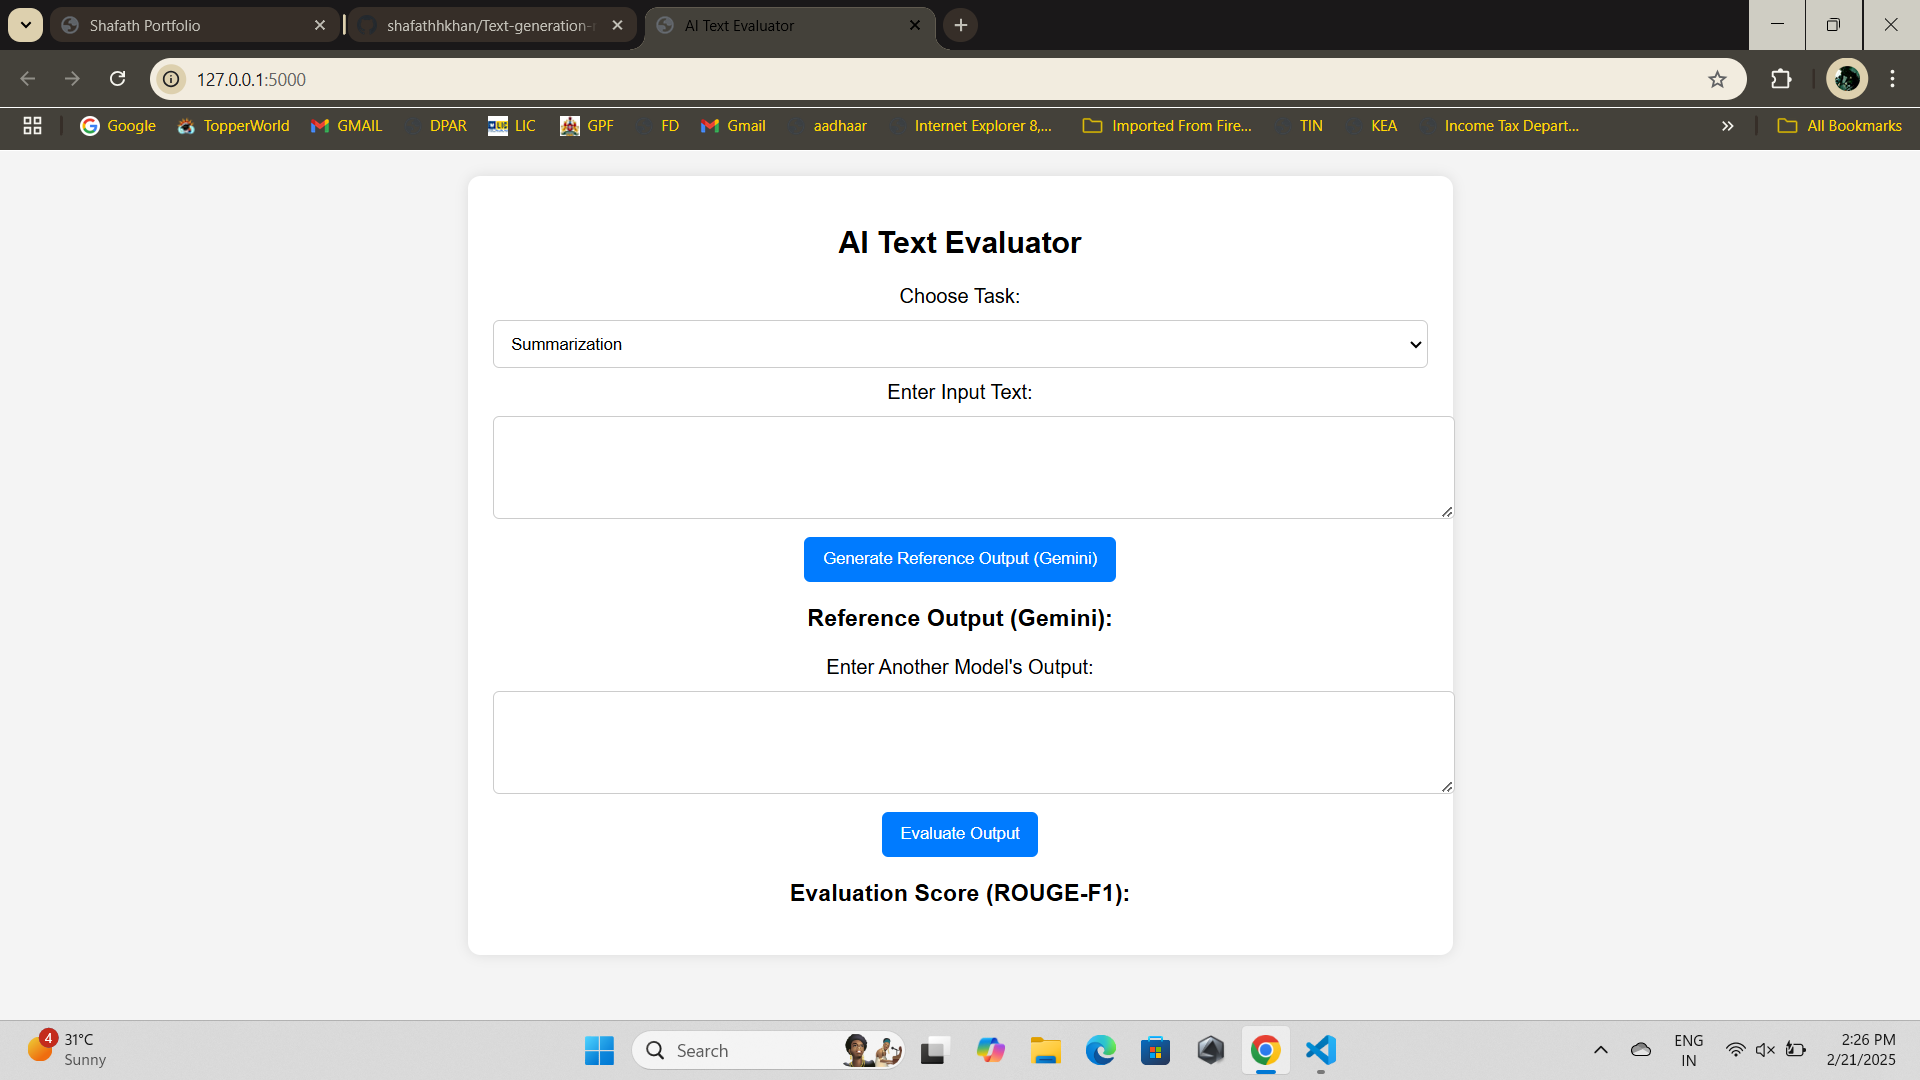 Shafath Portfolio
shafathhkhan/Text-generation-
AI Text Evaluator
127.0.0.1:5000
Google
TopperWorld
GMAIL
DPAR
LIC
GPF
FD
Gmail
aadhaar
Internet Explorer 8,...
Imported From Fire...
TIN
KEA
Income Tax Depart...
All Bookmarks
AI Text Evaluator
Choose Task:
Summarization
Enter Input Text:
Generate Reference Output (Gemini)
Reference Output (Gemini):
Enter Another Model's Output:
Evaluate Output
Evaluation Score (ROUGE-F1):
4
31°C
Sunny
Search
ENG
IN
2:26 PM
2/21/2025